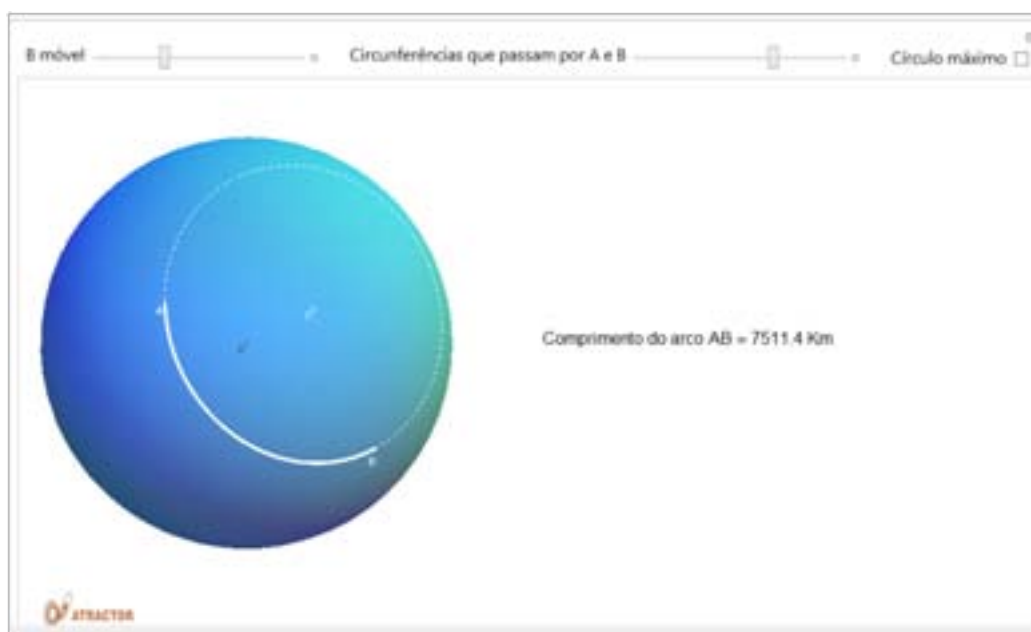 B móvel
Circunferências que passam por A e B
Círculo máximo
A
B
Comprimento do arco AB = 7511.4 Km
ATRACTOR